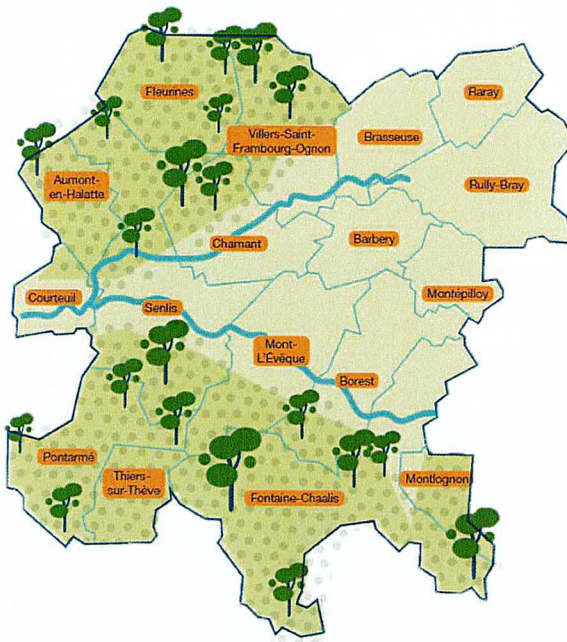 Fleurines
Raray
Villers-Saint-
Frambourg-Ognon
Brasseuse
Aumont-
en-Halatte
Rully-Bray
Chamant
Barbery
Courteuil
Senlis
Montépilloy
Mont-
L'Évêque
Borest
Pontarmé
Thiers-
sur-Thève
Fontaine-Chaalis
Montlognon